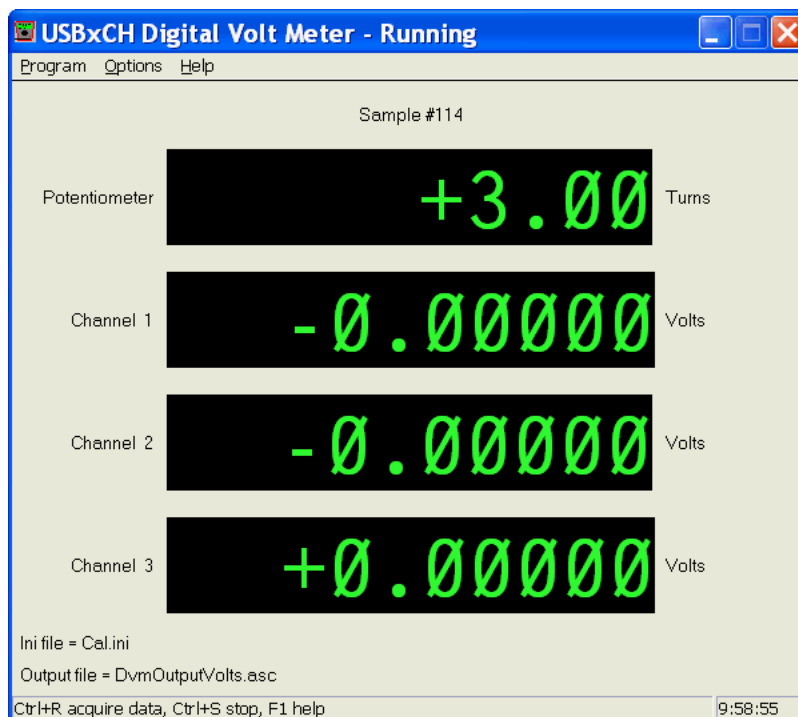 USBxCH Digital Volt Meter - Running
Program Options Help
Sample #114
Potentiometer +3.00 Turns
Channel 1 -0.00000 Volts
Channel 2 -0.00000 Volts
Channel 3 +0.00000 Volts
Ini file = Cal.ini
Output file = DvmOutputVolts.asc
Ctrl+R acquire data, Ctrl+S stop, F1 help 9:58:55